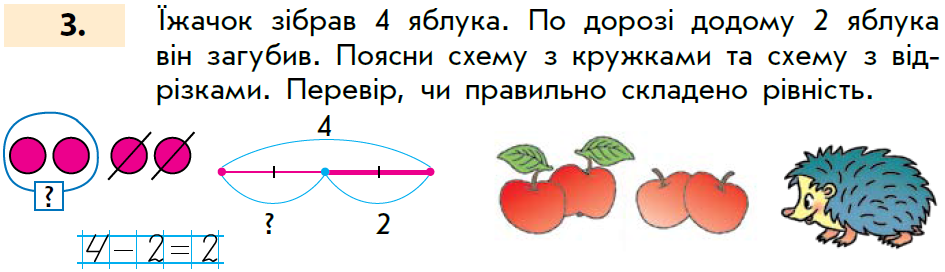 3.
Їжачок зібрав 4 яблука. По дорозі додому 2 яблука
він загубив. Поясни схему з кружками та схему з від-
різками. Перевір, чи правильно складено рівність.
4
?
? 2
4 − 2 = 2